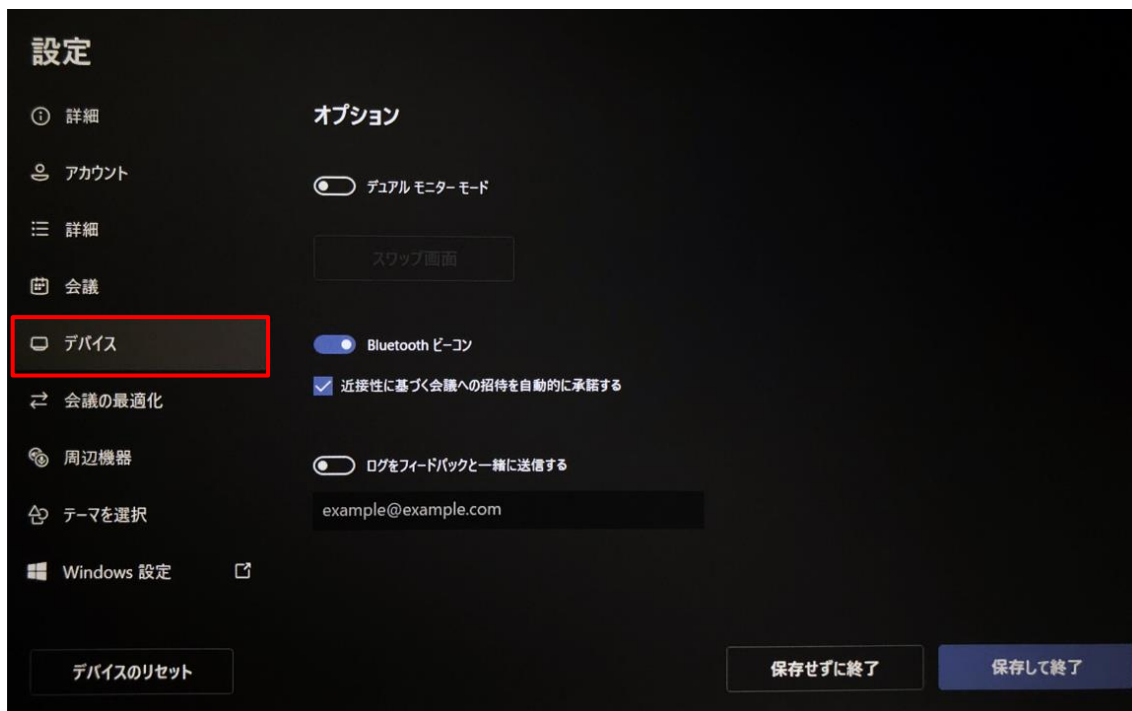 設定
詳細
アカウント
詳細
会議
デバイス
会議の最適化
周辺機器
テーマを選択
Windows 設定
デバイスのリセット
オプション
デュアル モニター モード
スワップ画面
Bluetooth ビーコン
近接性に基づく会議への招待を自動的に承諾する
ログをフィードバックと一緒に送信する
example@example.com
保存せずに終了
保存して終了